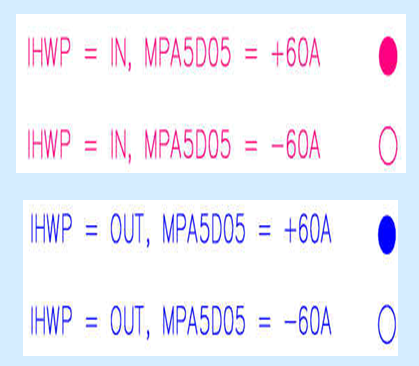 IHWP = IN, MPA5D05 = +60A
IHWP = IN, MPA5D05 = −60A
IHWP = OUT, MPA5D05 = +60A
IHWP = OUT, MPA5D05 = −60A